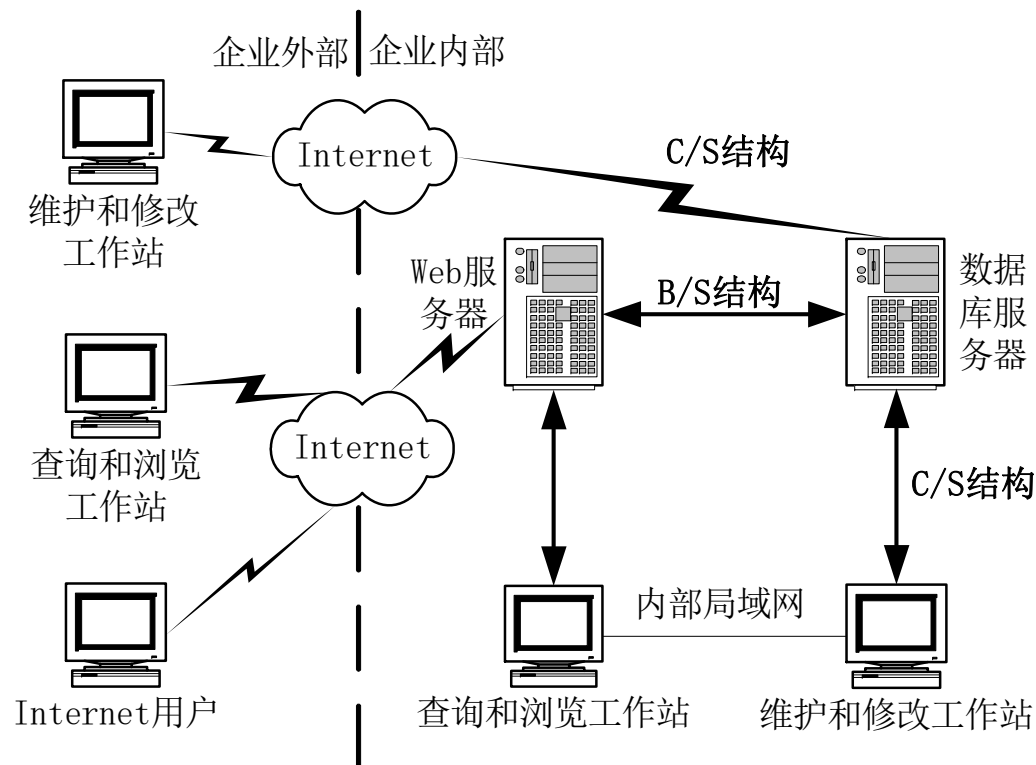 企业外部
企业内部
Internet
C/S结构
维护和修改
工作站
Web服
务器
B/S结构
数据
库服
务器
Internet
查询和浏览
工作站
C/S结构
内部局域网
Internet用户
查询和浏览工作站
维护和修改工作站